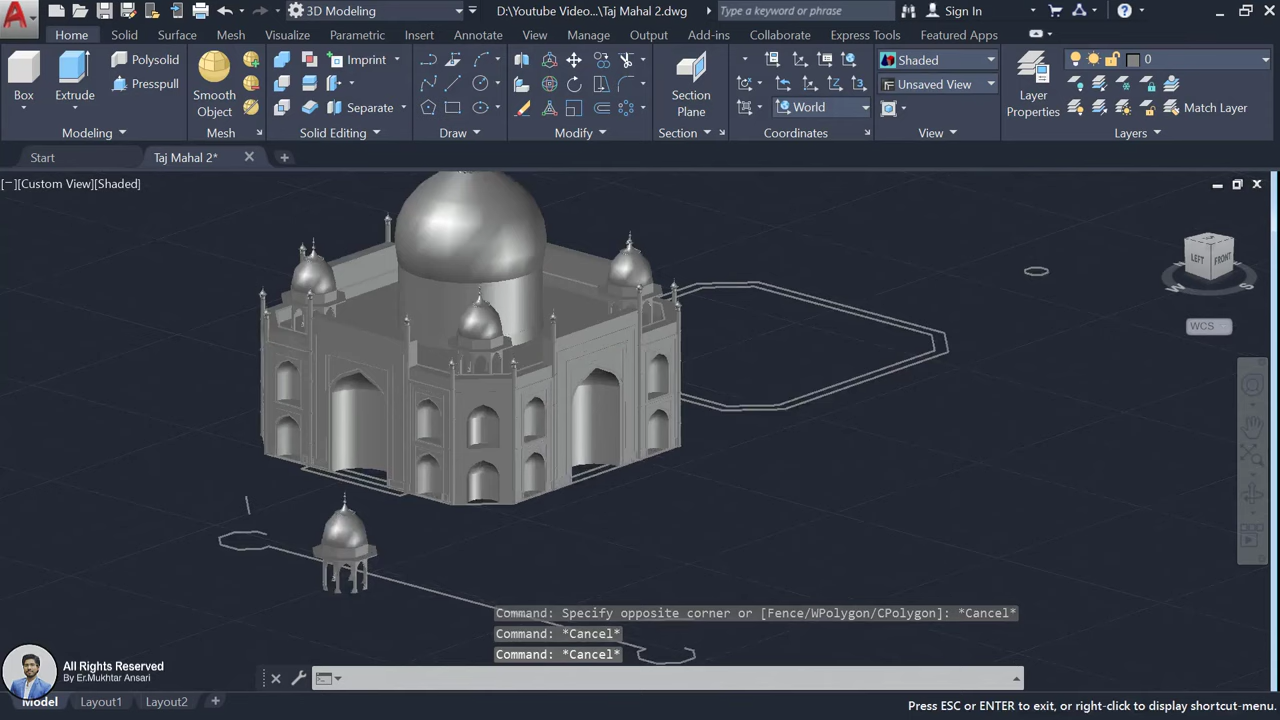 3D Modeling
D:\Youtube Video...\Taj Mahal 2.dwg
Type a keyword or phrase
Sign In
Home Solid Surface Mesh Visualize Parametric Insert Annotate View Manage Output Add-ins Collaborate Express Tools Featured Apps
Box
Extrude
Polysolid
Presspull
Smooth
Object
Imprint
Separate
Section
Plane
World
Shaded
Unsaved View
Layer
Properties
0
Match Layer
Modeling Mesh Solid Editing Draw Modify Section Coordinates View Layers
Start Taj Mahal 2*
[−][Custom View][Shaded]
LEFT FRONT
W S
WCS
Command: Specify opposite corner or [Fence/WPolygon/CPolygon]: *Cancel*
Command: *Cancel*
Command: *Cancel*
All Rights Reserved
By Er.Mukhtar Ansari
Model Layout1 Layout2
Press ESC or ENTER to exit, or right-click to display shortcut-menu.